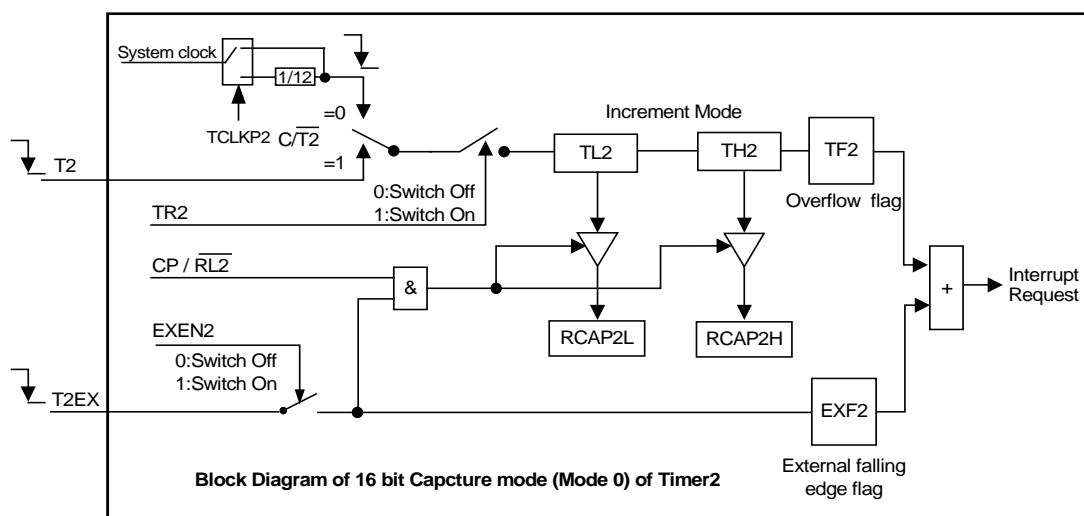 System clock
1/12
TCLKP2
=0
C/T2
=1
T2
TR2
0:Switch Off
1:Switch On
Increment Mode
TL2
TH2
TF2
Overflow flag
CP / RL2
&
RCAP2L
RCAP2H
+
Interrupt
Request
EXEN2
0:Switch Off
1:Switch On
T2EX
EXF2
External falling
edge flag
Block Diagram of 16 bit Capcture mode (Mode 0) of Timer2